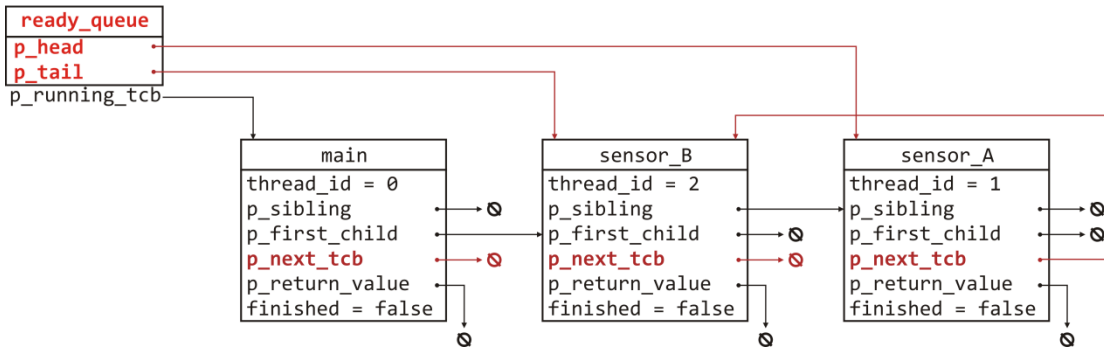 ready_queue
p_head
p_tail
p_running_tcb
main
thread_id = 0
p_sibling
p_first_child
p_next_tcb
p_return_value
finished = false
sensor_B
thread_id = 2
p_sibling
p_first_child
p_next_tcb
p_return_value
finished = false
sensor_A
thread_id = 1
p_sibling
p_first_child
p_next_tcb
p_return_value
finished = false